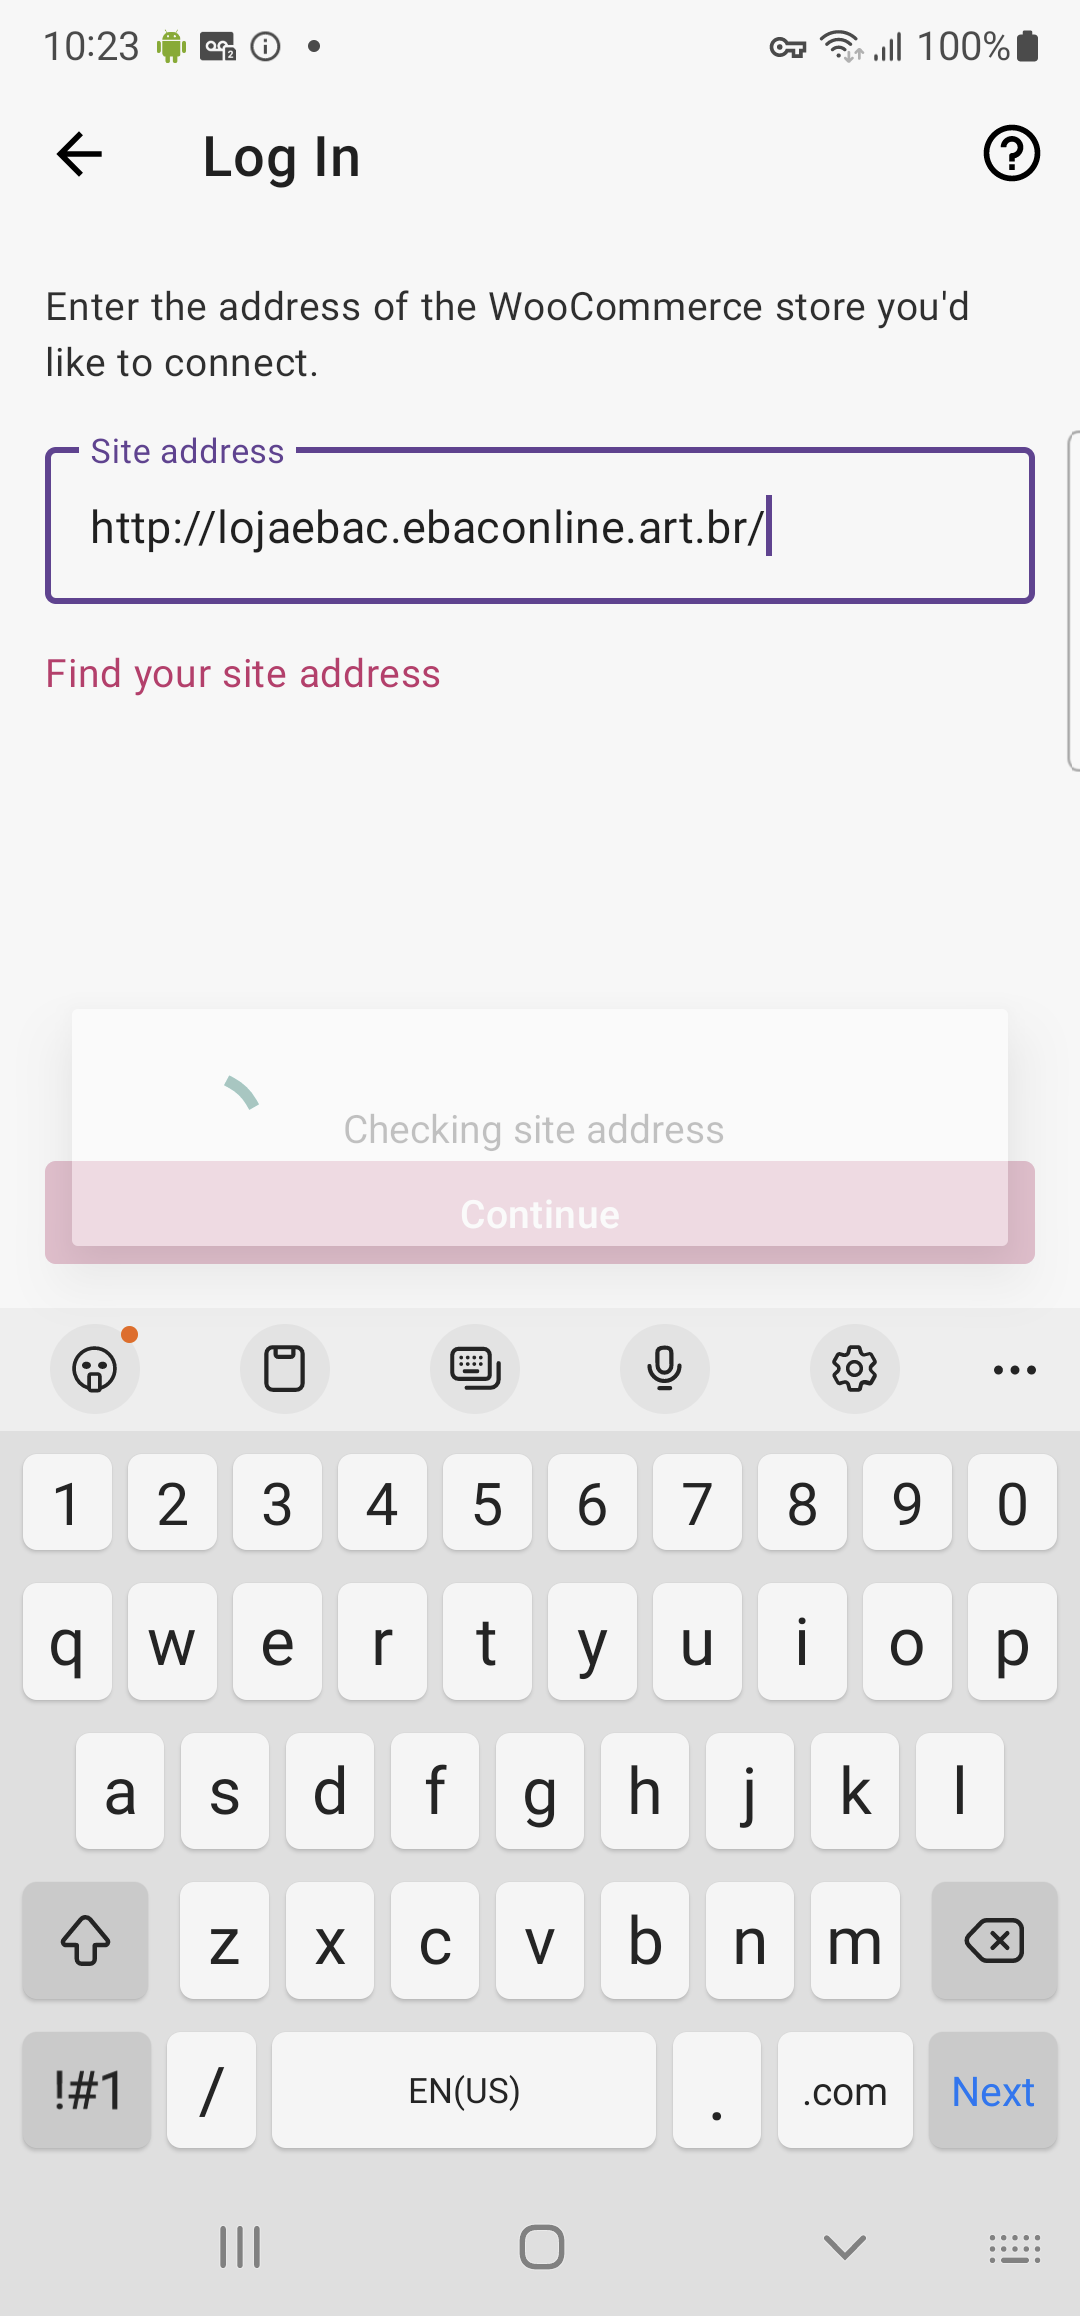 10:23
100%
Log In
Enter the address of the WooCommerce store you'd
like to connect.
Site address
http://lojaebac.ebaconline.art.br/
Find your site address
Checking site address
Continue
1 2 3 4 5 6 7 8 9 0
q w e r t y u i o p
a s d f g h j k l
z x c v b n m
!#1 / EN(US) . .com Next